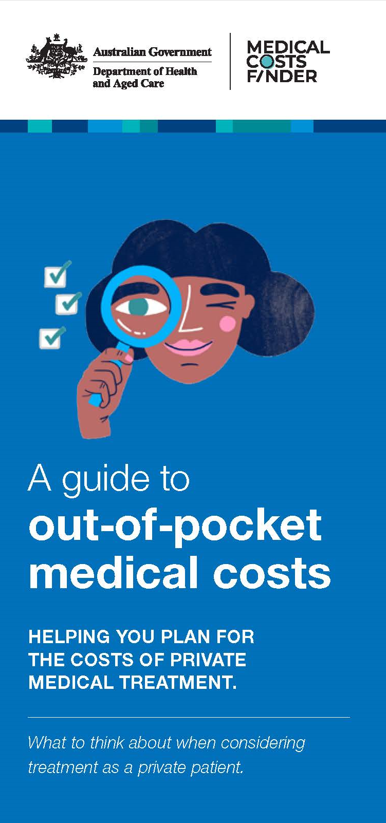 Australian Government
Department of Health
and Aged Care
MEDICAL
COSTS
F/NDER
A guide to
out-of-pocket
medical costs
HELPING YOU PLAN FOR
THE COSTS OF PRIVATE
MEDICAL TREATMENT.
What to think about when considering
treatment as a private patient.